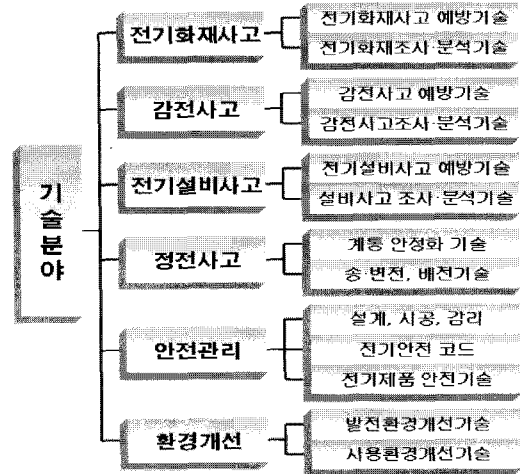 기술분야
전기화재사고
전기화재사고 예방기술
전기화재조사·분석기술
감전사고
감전사고 예방기술
감전사고조사·분석기술
전기설비사고
전기설비사고 예방기술
설비사고 조사·분석기술
정전사고
계통 안정화 기술
송·변전, 배전기술
안전관리
설계, 시공, 감리
전기안전 코드
전기제품 안전기술
환경개선
발전환경개선기술
사용환경개선기술